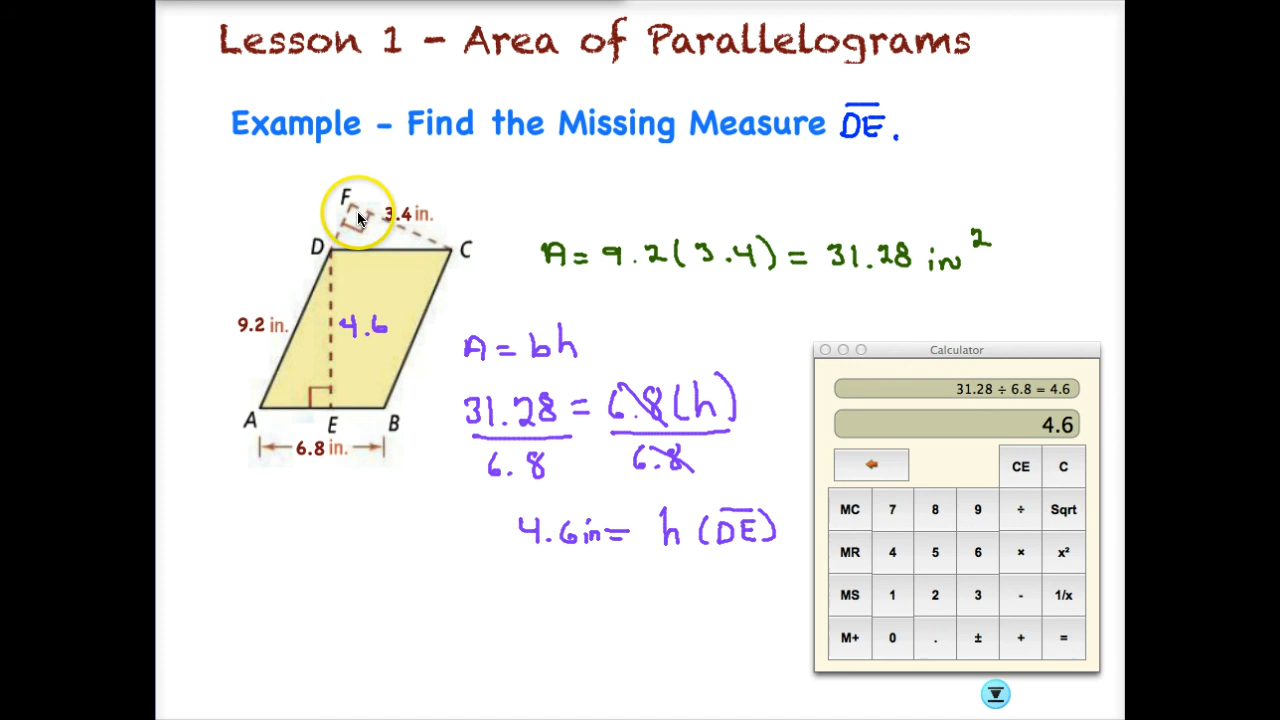 Lesson 1 - Area of Parallelograms
Example - Find the Missing Measure DE.
F
3.4 in.
D
C
A = 9.2(3.4) = 31.28 in²
9.2 in.
4.6
A = bh
31.28 = 6.8(h)
6.8 6.8
4.6in = h (DE)
A
E
B
6.8 in.
Calculator
31.28 ÷ 6.8 = 4.6
4.6
CE C
MC 7 8 9 ÷ Sqrt
MR 4 5 6 × x²
MS 1 2 3 - 1/x
M+ 0 . ± + =